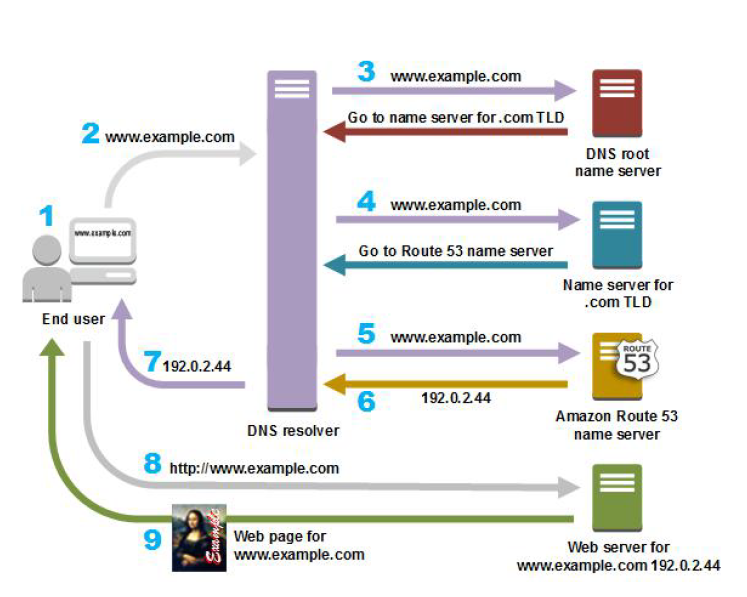 3 www.example.com
Go to name server for .com TLD
DNS root
name server
2 www.example.com
1
www.example.com
End user
4 www.example.com
Go to Route 53 name server
Name server for
.com TLD
5 www.example.com
ROUTE
53
6 192.0.2.44
Amazon Route 53
name server
7 192.0.2.44
DNS resolver
8 http://www.example.com
9
Example
Web page for
www.example.com
Web server for
www.example.com 192.0.2.44